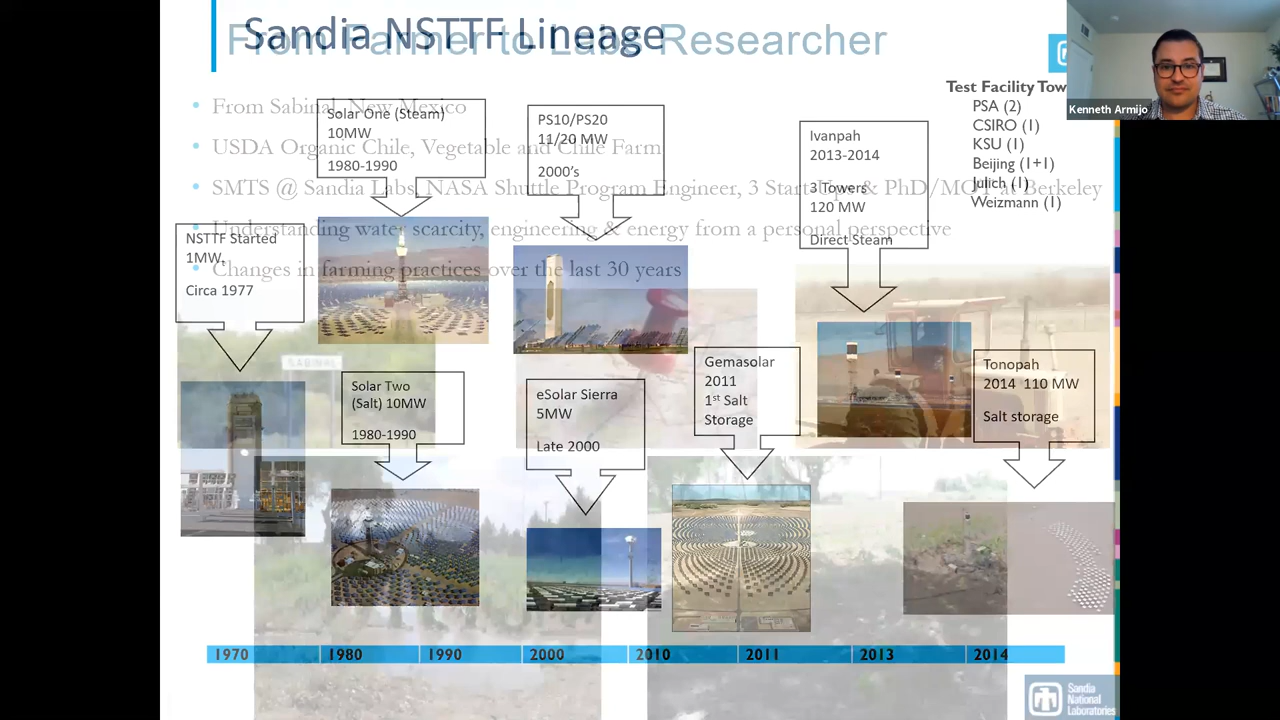 Sandia NSTTF Lineage
From Farmer to Labs Researcher
• From Sabinal, New Mexico
• USDA Organic Chile, Vegetable and Chile Farm
• SMTS @ Sandia Labs, NASA Shuttle Program Engineer, 3 Start-Ups & PhD/MOT at Berkeley
• Understanding water scarcity, engineering & energy from a personal perspective
• Changes in farming practices over the last 30 years
Solar One (Steam)
10MW
1980-1990
PS10/PS20
11/20 MW
2000's
Ivanpah
2013-2014
3 Towers
120 MW
Direct Steam
Test Facility Tow
PSA (2)
CSIRO (1)
KSU (1)
Beijing (1+1)
Julich (1)
Weizmann (1)
Kenneth Armijo
NSTTF Started
1MW,
Circa 1977
SABINAL
Solar Two
(Salt) 10MW
1980-1990
eSolar Sierra
5MW
Late 2000
Gemasolar
2011
1st Salt
Storage
Tonopah
2014 110 MW
Salt storage
1970
1980
1990
2000
2010
2011
2013
2014
Sandia
National
Laboratories